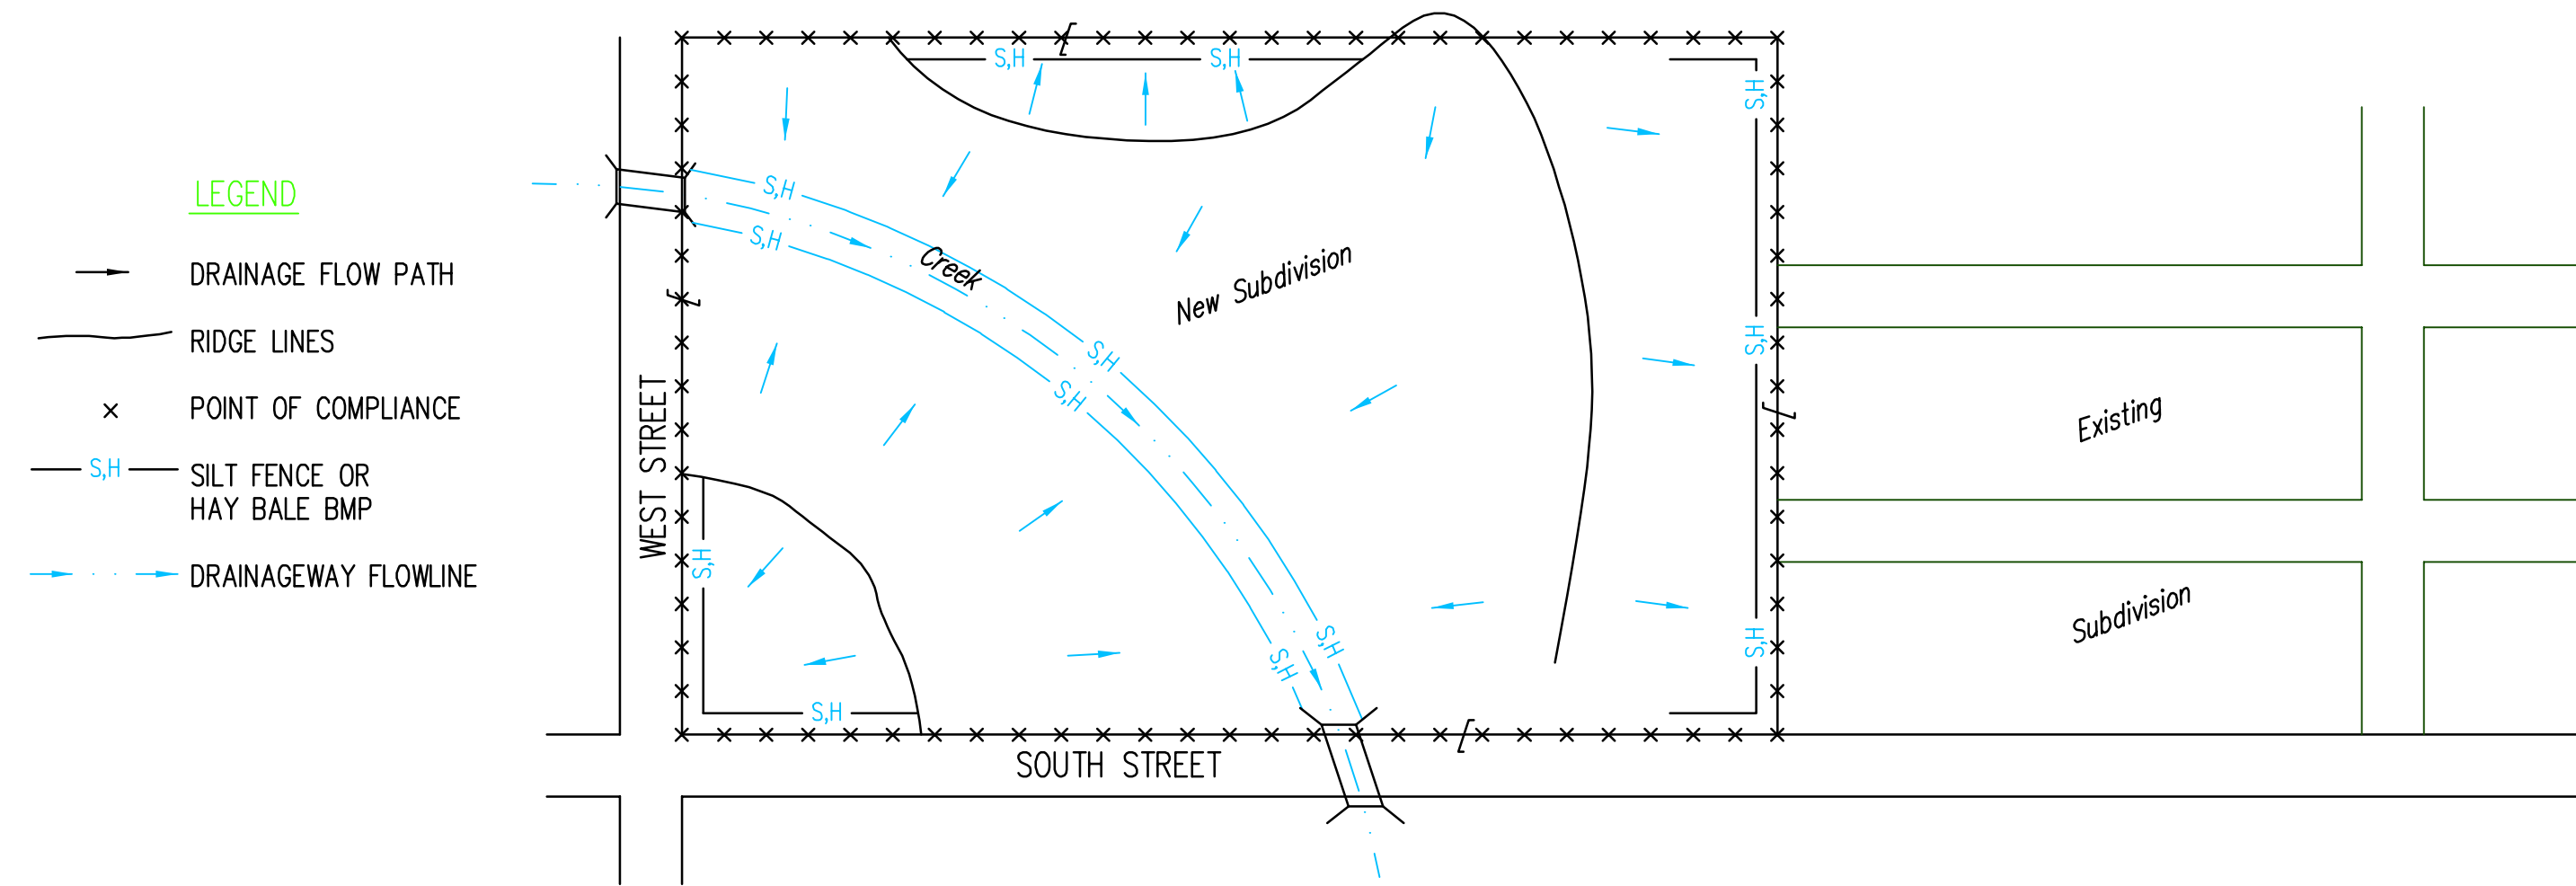 LEGEND
DRAINAGE FLOW PATH
RIDGE LINES
POINT OF COMPLIANCE
S,H
SILT FENCE OR
HAY BALE BMP
DRAINAGEWAY FLOWLINE
S,H
S,H
S,H
S,H
S,H
Creek
New Subdivision
S,H
S,H
S,H
WEST STREET
Existing
S,H
Subdivision
S,H
S,H
S,H
S,H
SOUTH STREET